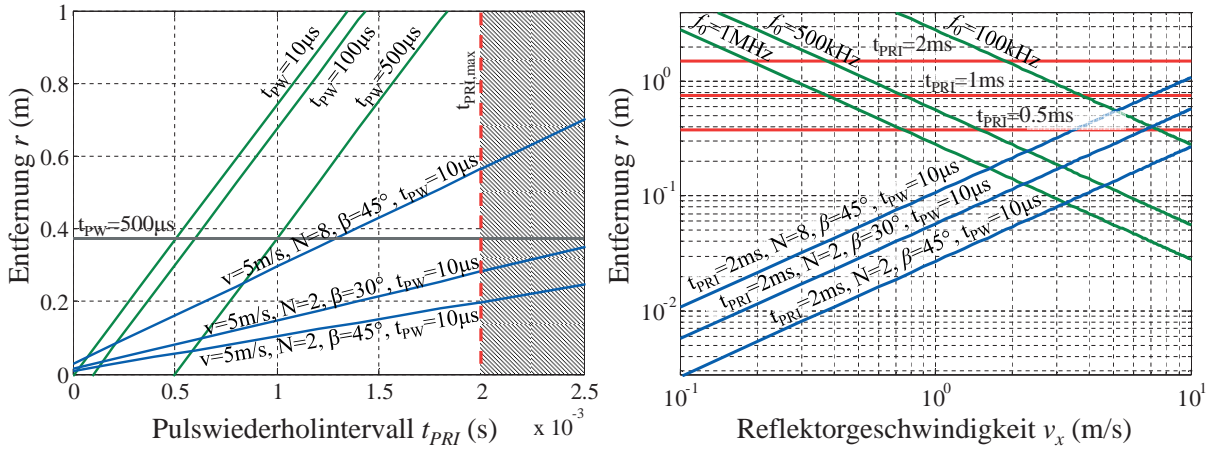 Entfernung r (m)
1
0.8
0.6
0.4
0.2
0
0
0.5
1
1.5
2
2.5
x 10⁻³
Pulswiederholintervall t_PRI (s)
t_PW=10µs
t_PW=100µs
t_PW=500µs
t_PRI,max
t_PW=500µs
v=5m/s, N=8, β=45°, t_PW=10µs
v=5m/s, N=2, β=30°, t_PW=10µs
v=5m/s, N=2, β=45°, t_PW=10µs
Entfernung r (m)
10⁰
10⁻¹
10⁻²
10⁻¹
10⁰
10¹
Reflektorgeschwindigkeit v_x (m/s)
f₀=1MHz
f₀=500kHz
f₀=100kHz
t_PRI=2ms
t_PRI=1ms
t_PRI=0.5ms
t_PRI=2ms, N=8, β=45°, t_PW=10µs
t_PRI=2ms, N=2, β=30°, t_PW=10µs
t_PRI=2ms, N=2, β=45°, t_PW=10µs